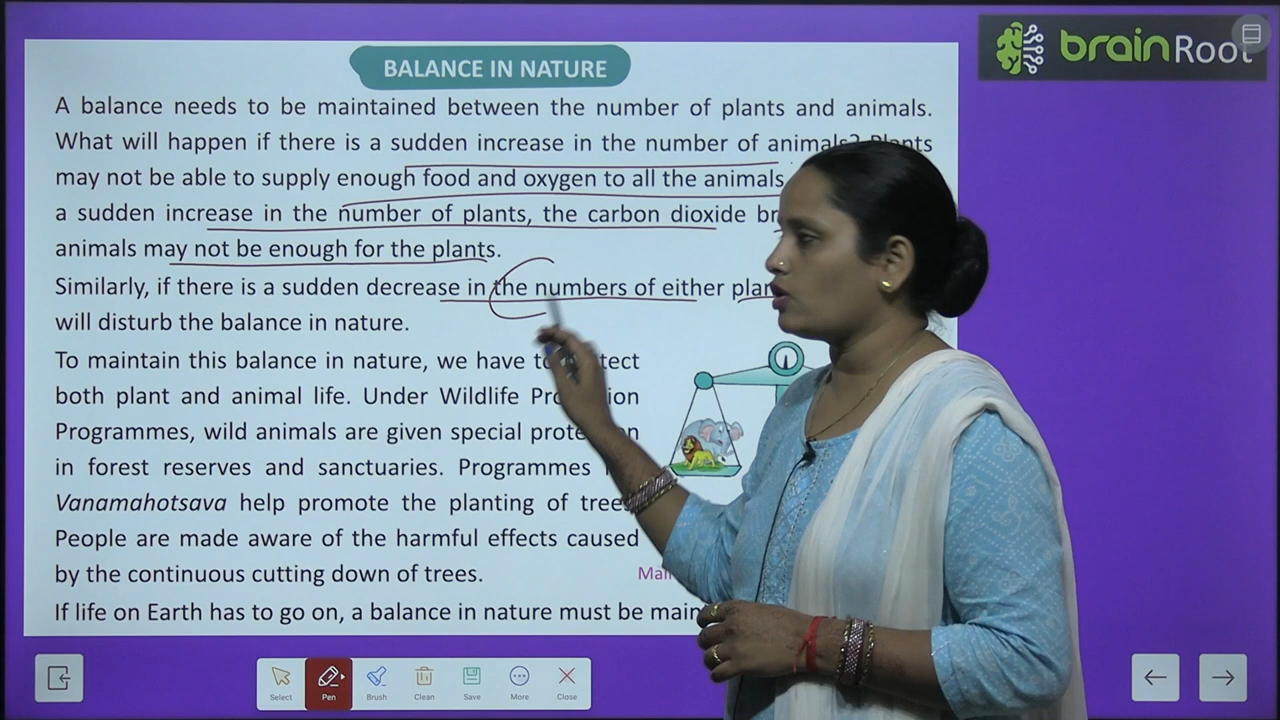 BALANCE IN NATURE
brainRoot
A balance needs to be maintained between the number of plants and animals.
What will happen if there is a sudden increase in the number of animals? Plants
may not be able to supply enough food and oxygen to all the animals
a sudden increase in the number of plants, the carbon dioxide
animals may not be enough for the plants.
Similarly, if there is a sudden decrease in the numbers of either
will disturb the balance in nature.
To maintain this balance in nature, we have to protect
both plant and animal life. Under Wildlife Protection
Programmes, wild animals are given special protection
in forest reserves and sanctuaries. Programmes
Vanamahotsava help promote the planting of trees
People are made aware of the harmful effects caused
by the continuous cutting down of trees.
If life on Earth has to go on, a balance in nature must be
Select
Pen
Brush
Clean
Save
More
Close